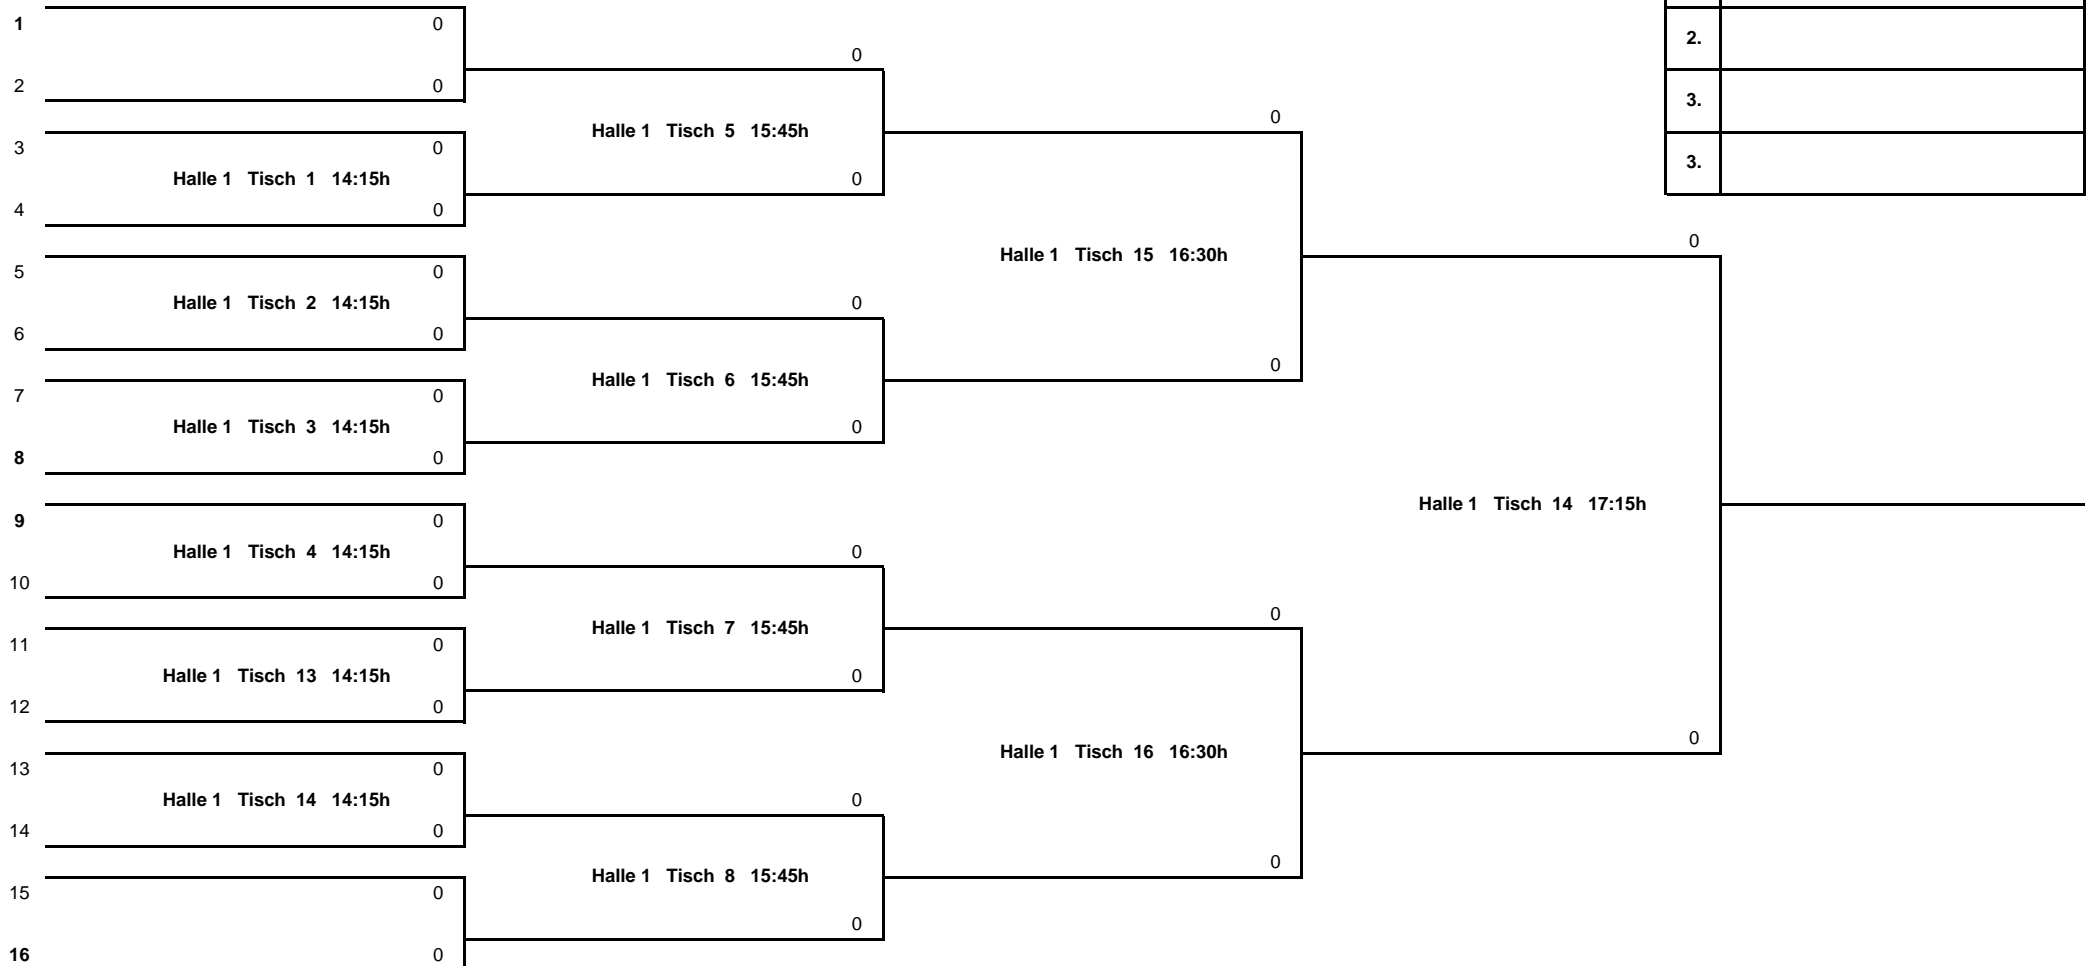 1 0
2.
0
2 0
3.
Halle 1 Tisch 5 15:45h
0
3 0
3.
Halle 1 Tisch 1 14:15h
0
4 0
0
Halle 1 Tisch 15 16:30h
5 0
Halle 1 Tisch 2 14:15h
0
6 0
0
Halle 1 Tisch 6 15:45h
7 0
Halle 1 Tisch 3 14:15h
0
8 0
Halle 1 Tisch 14 17:15h
9 0
Halle 1 Tisch 4 14:15h
0
10 0
0
Halle 1 Tisch 7 15:45h
11 0
Halle 1 Tisch 13 14:15h
0
12 0
0
Halle 1 Tisch 16 16:30h
13 0
Halle 1 Tisch 14 14:15h
0
14 0
0
Halle 1 Tisch 8 15:45h
15 0
0
16 0